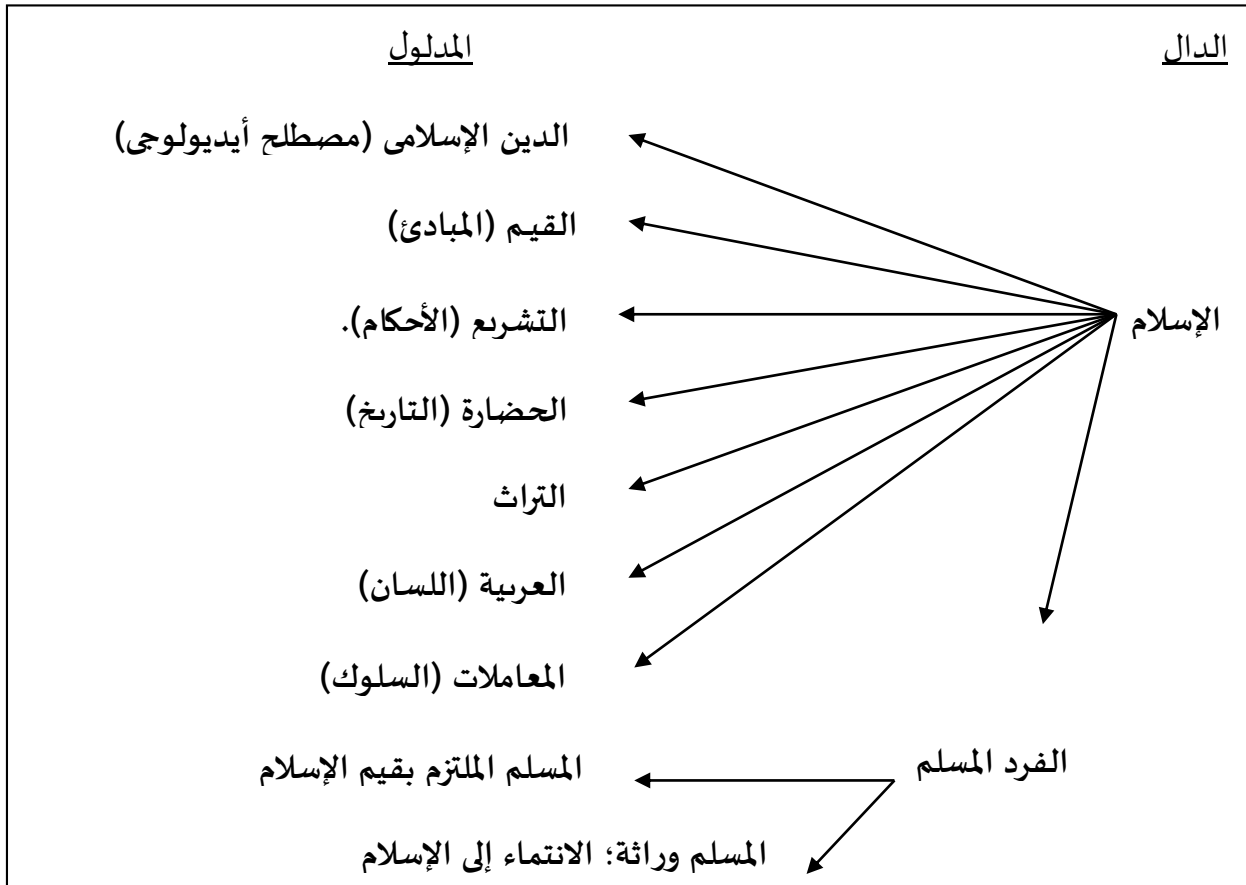 الدال
المدلول
الدين الإسلامى (مصطلح أيديولوجى)
القيم (المبادئ)
التشريع (الأحكام).
الإسلام
الحضارة (التاريخ)
التراث
العربية (اللسان)
المعاملات (السلوك)
الفرد المسلم
المسلم الملتزم بقيم الإسلام
المسلم وراثة؛ الانتماء إلى الإسلام